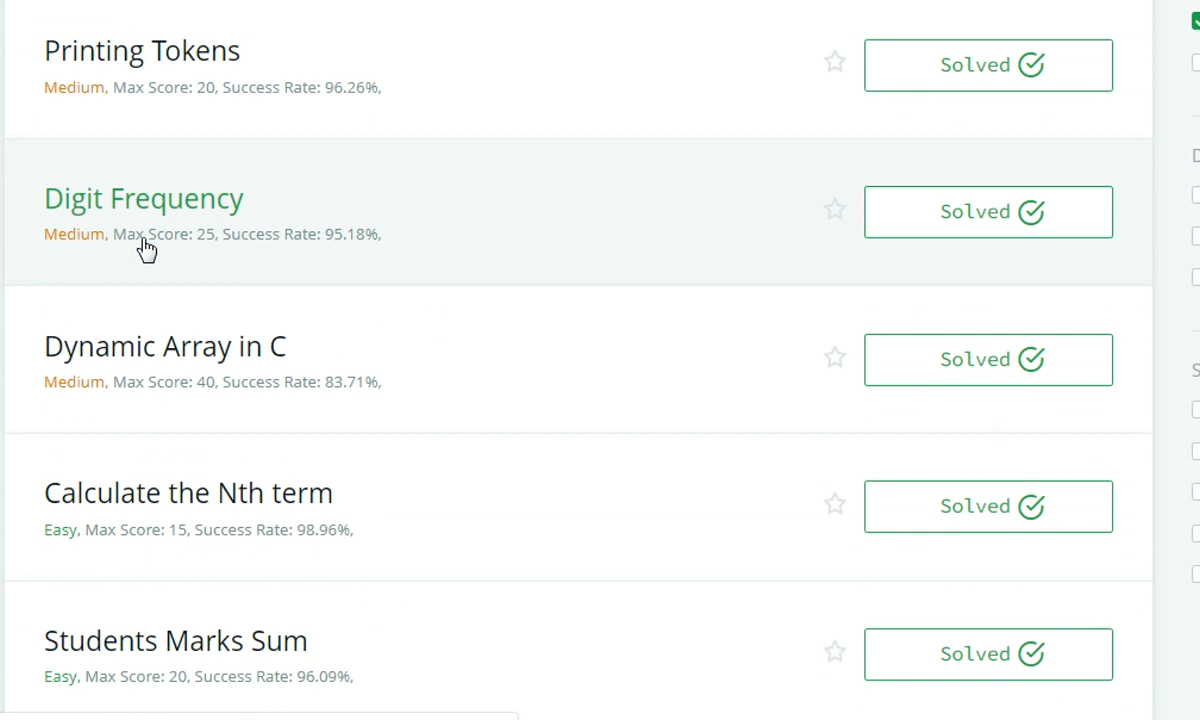 Printing Tokens
Medium, Max Score: 20, Success Rate: 96.26%,
Solved
Digit Frequency
Medium, Max Score: 25, Success Rate: 95.18%,
Solved
Dynamic Array in C
Medium, Max Score: 40, Success Rate: 83.71%,
Solved
Calculate the Nth term
Easy, Max Score: 15, Success Rate: 98.96%,
Solved
Students Marks Sum
Easy, Max Score: 20, Success Rate: 96.09%,
Solved